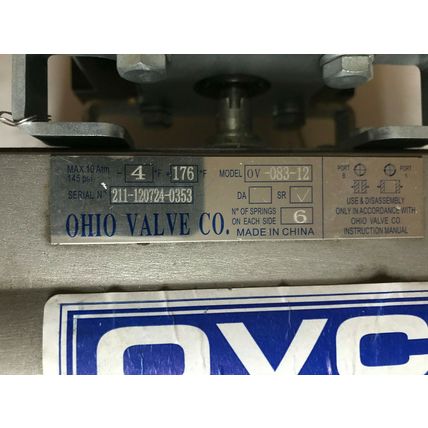 MAX 10 Atm. - 4 °F + 176 °F MODEL OV-083-12
145 psi
SERIAL N° 211-120724-0353 DA SR ✓
OHIO VALVE CO.
N° OF SPRINGS ON EACH SIDE 6
MADE IN CHINA
PORT B PORT A
USE & DISASSEMBLY
ONLY IN ACCORDANCE WITH
OHIO VALVE CO.
INSTRUCTION MANUAL
OVC